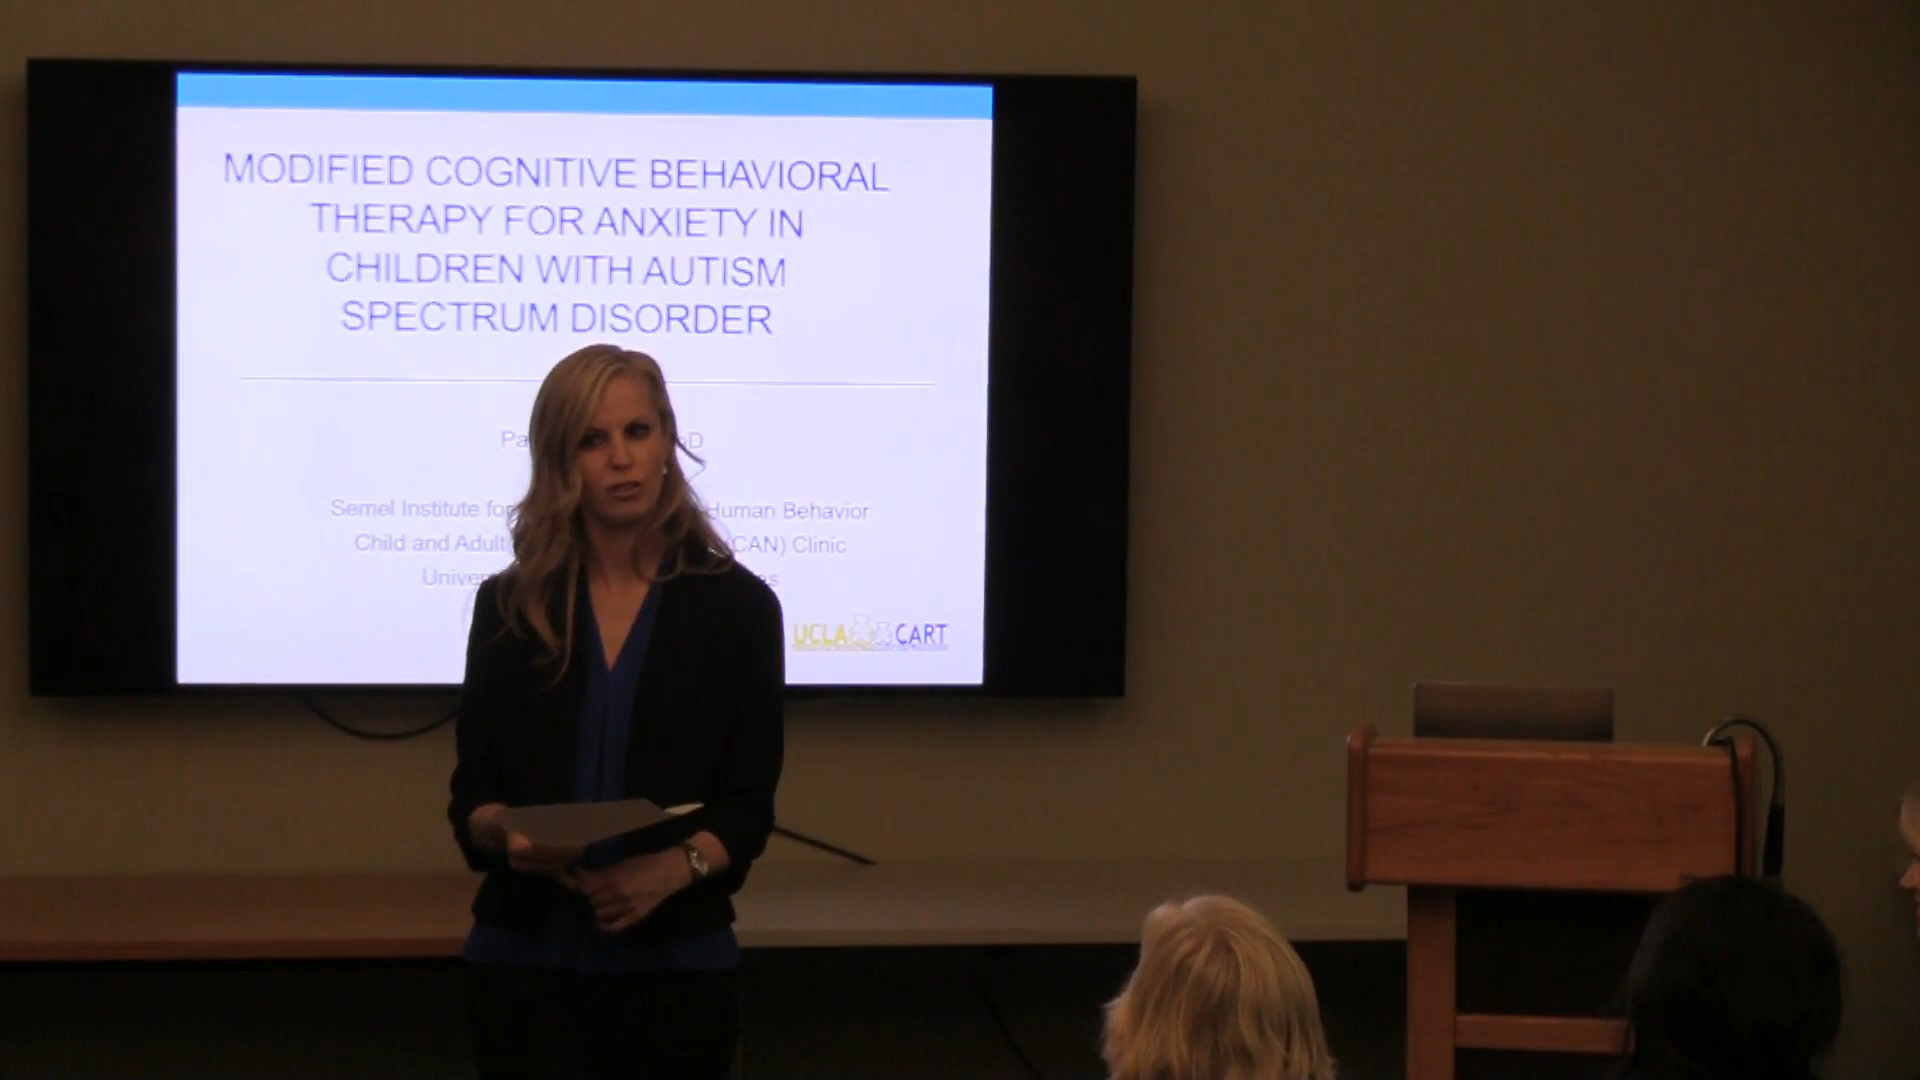 MODIFIED COGNITIVE BEHAVIORAL
THERAPY FOR ANXIETY IN
CHILDREN WITH AUTISM
SPECTRUM DISORDER
Semel Institute for Human Behavior
Child and Adult (CAN) Clinic
UCLA CART